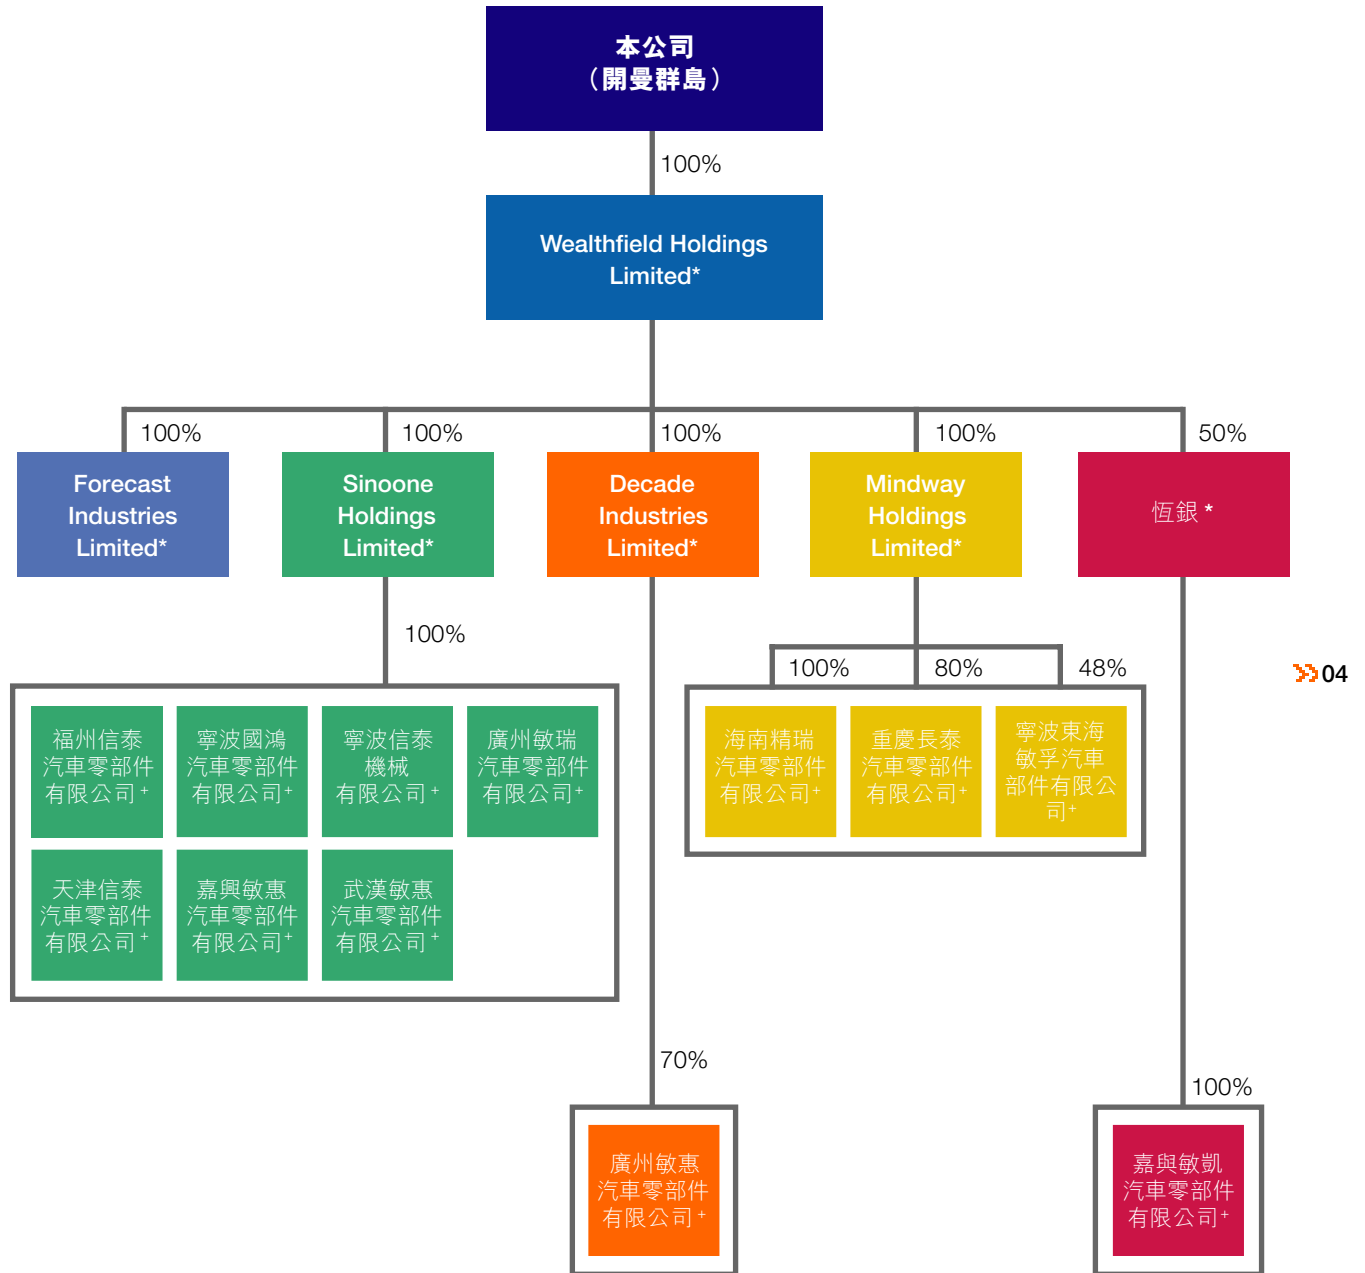 本公司
（開曼群島）
100%
Wealthfield Holdings
Limited*
100%
100%
100%
100%
50%
Forecast
Industries
Limited*
Sinoone
Holdings
Limited*
Decade
Industries
Limited*
Mindway
Holdings
Limited*
恆銀*
100%
100%
80%
48%
04
福州信泰
汽車零部件
有限公司+
寧波國鴻
汽車零部件
有限公司+
寧波信泰
機械
有限公司+
廣州敏瑞
汽車零部件
有限公司+
海南精瑞
汽車零部件
有限公司+
重慶長泰
汽車零部件
有限公司+
寧波東海
敏孚汽車
部件有限公
司+
天津信泰
汽車零部件
有限公司+
嘉興敏惠
汽車零部件
有限公司+
武漢敏惠
汽車零部件
有限公司+
70%
100%
廣州敏惠
汽車零部件
有限公司+
嘉與敏凱
汽車零部件
有限公司+